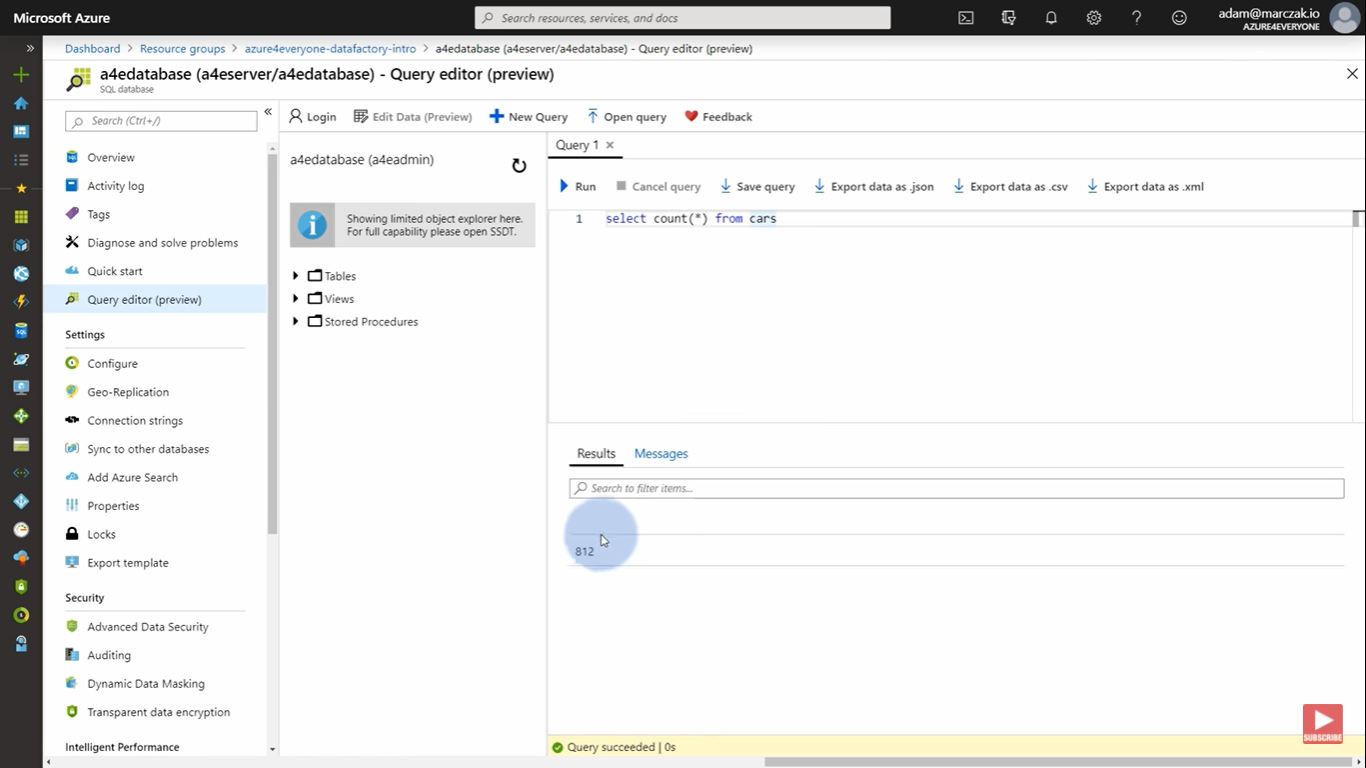 Microsoft Azure
Search resources, services, and docs
adam@marczak.io
AZURE4EVERYONE
Dashboard > Resource groups > azure4everyone-datafactory-intro > a4edatabase (a4eserver/a4edatabase) - Query editor (preview)
a4edatabase (a4eserver/a4edatabase) - Query editor (preview)
SQL database
Search (Ctrl+/)
Overview
Activity log
Tags
Diagnose and solve problems
Quick start
Query editor (preview)
Settings
Configure
Geo-Replication
Connection strings
Sync to other databases
Add Azure Search
Properties
Locks
Export template
Security
Advanced Data Security
Auditing
Dynamic Data Masking
Transparent data encryption
Intelligent Performance
Login Edit Data (Preview) New Query Open query Feedback
a4edatabase (a4eadmin)
Showing limited object explorer here.
For full capability please open SSDT.
Tables
Views
Stored Procedures
Query 1
Run Cancel query Save query Export data as .json Export data as .csv Export data as .xml
1 select count(*) from cars
Results Messages
Search to filter items...
812
SUBSCRIBE
Query succeeded | 0s